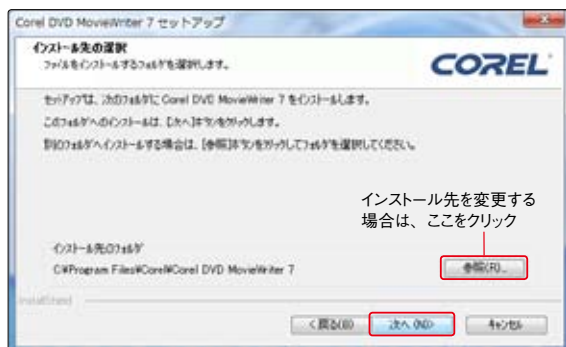 Corel DVD MovieWriter 7 セットアップ
インストール先の選択
ファイルをインストールするフォルダを選択します。
COREL
セットアップは、次のフォルダに Corel DVD MovieWriter 7 をインストールします。
このフォルダへのインストールは、[次へ]ボタンをクリックします。
別のフォルダへインストールする場合は、[参照]ボタンをクリックしてフォルダを選択してください。
インストール先を変更する
場合は、ここをクリック
インストール先のフォルダ
C:¥Program Files¥Corel¥Corel DVD MovieWriter 7
参照(R)...
InstallShield
< 戻る(B)
次へ(N)>
キャンセル